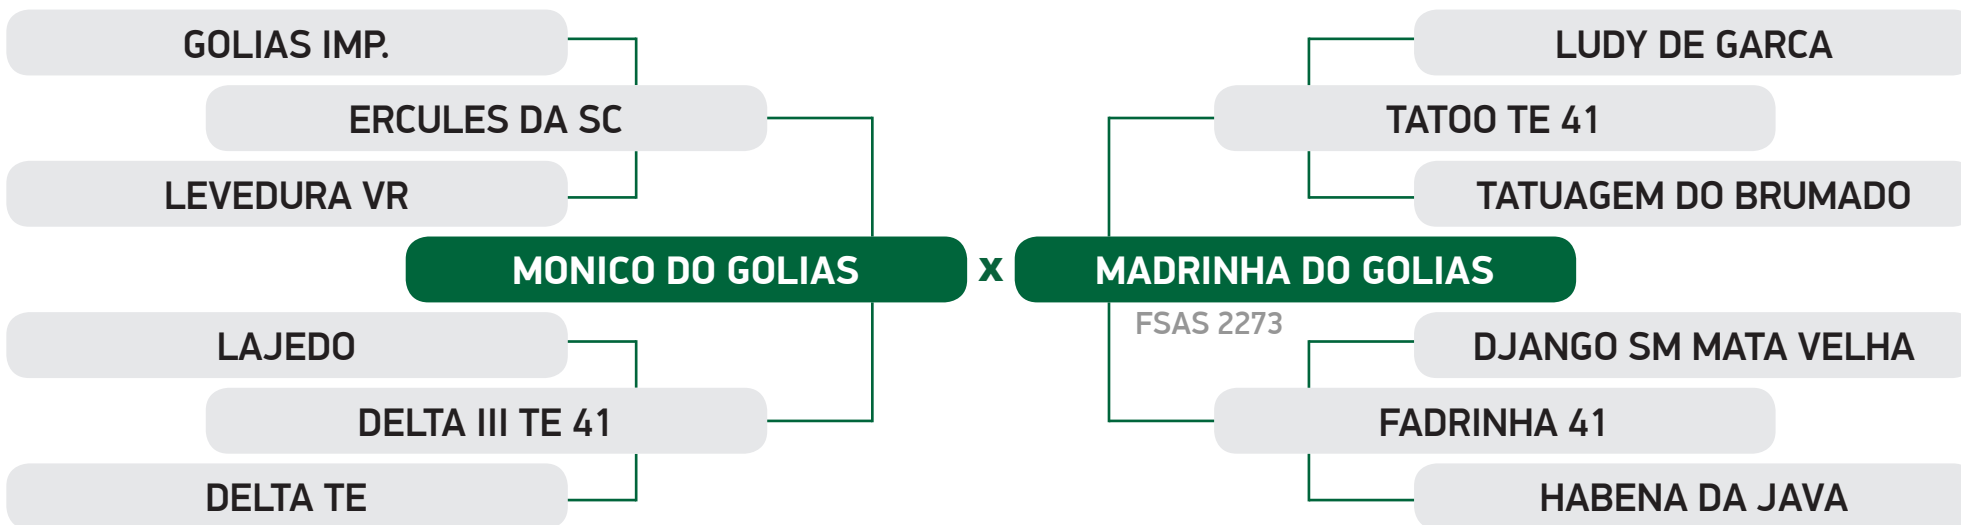 GOLIAS IMP.
LUDY DE GARCA
ERCULES DA SC
TATOO TE 41
LEVEDURA VR
TATUAGEM DO BRUMADO
MONICO DO GOLIAS
x
MADRINHA DO GOLIAS
FSAS 2273
LAJEDO
DJANGO SM MATA VELHA
DELTA III TE 41
FADRINHA 41
DELTA TE
HABENA DA JAVA